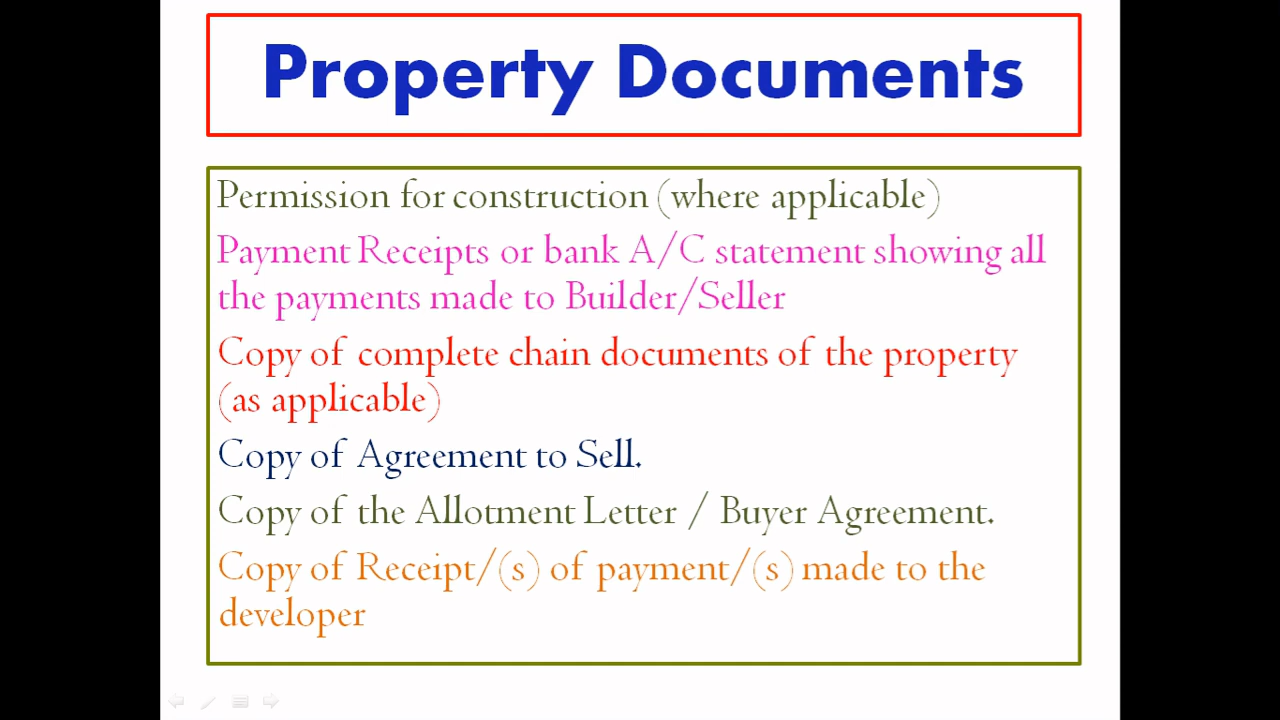 Property Documents
Permission for construction (where applicable)
Payment Receipts or bank A/C statement showing all
the payments made to Builder/Seller
Copy of complete chain documents of the property
(as applicable)
Copy of Agreement to Sell.
Copy of the Allotment Letter / Buyer Agreement.
Copy of Receipt/(s) of payment/(s) made to the
developer